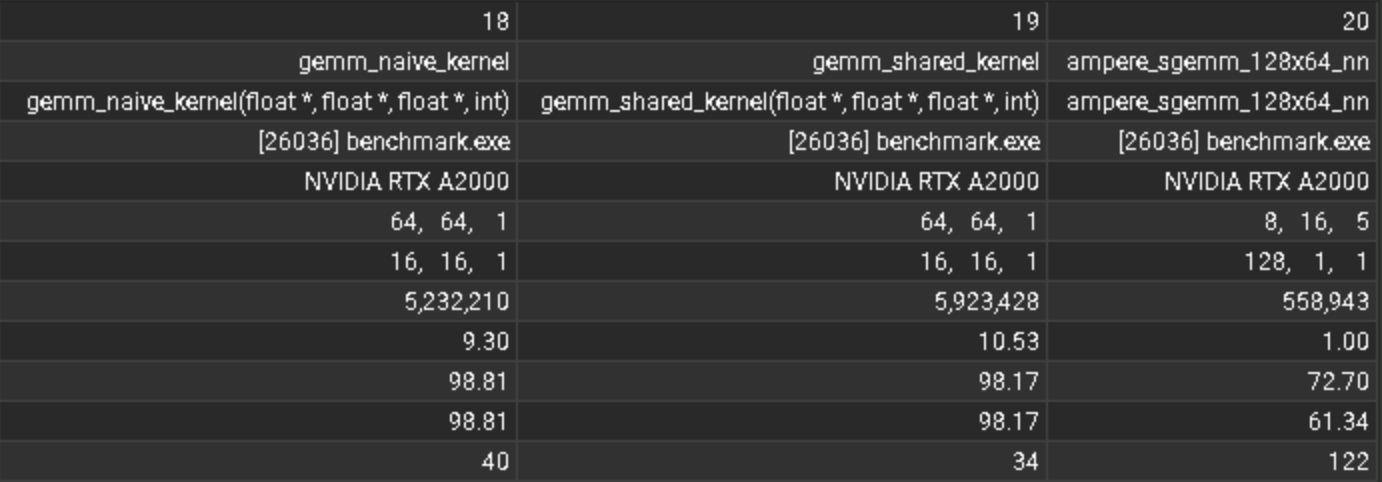 18 19 20
gemm_naive_kernel gemm_shared_kernel ampere_sgemm_128x64_nn
gemm_naive_kernel(float *, float *, float *, int) gemm_shared_kernel(float *, float *, float *, int) ampere_sgemm_128x64_nn
[26036] benchmark.exe [26036] benchmark.exe [26036] benchmark.exe
NVIDIA RTX A2000 NVIDIA RTX A2000 NVIDIA RTX A2000
64, 64, 1 64, 64, 1 8, 16, 5
16, 16, 1 16, 16, 1 128, 1, 1
5,232,210 5,923,428 558,943
9.30 10.53 1.00
98.81 98.17 72.70
98.81 98.17 61.34
40 34 122